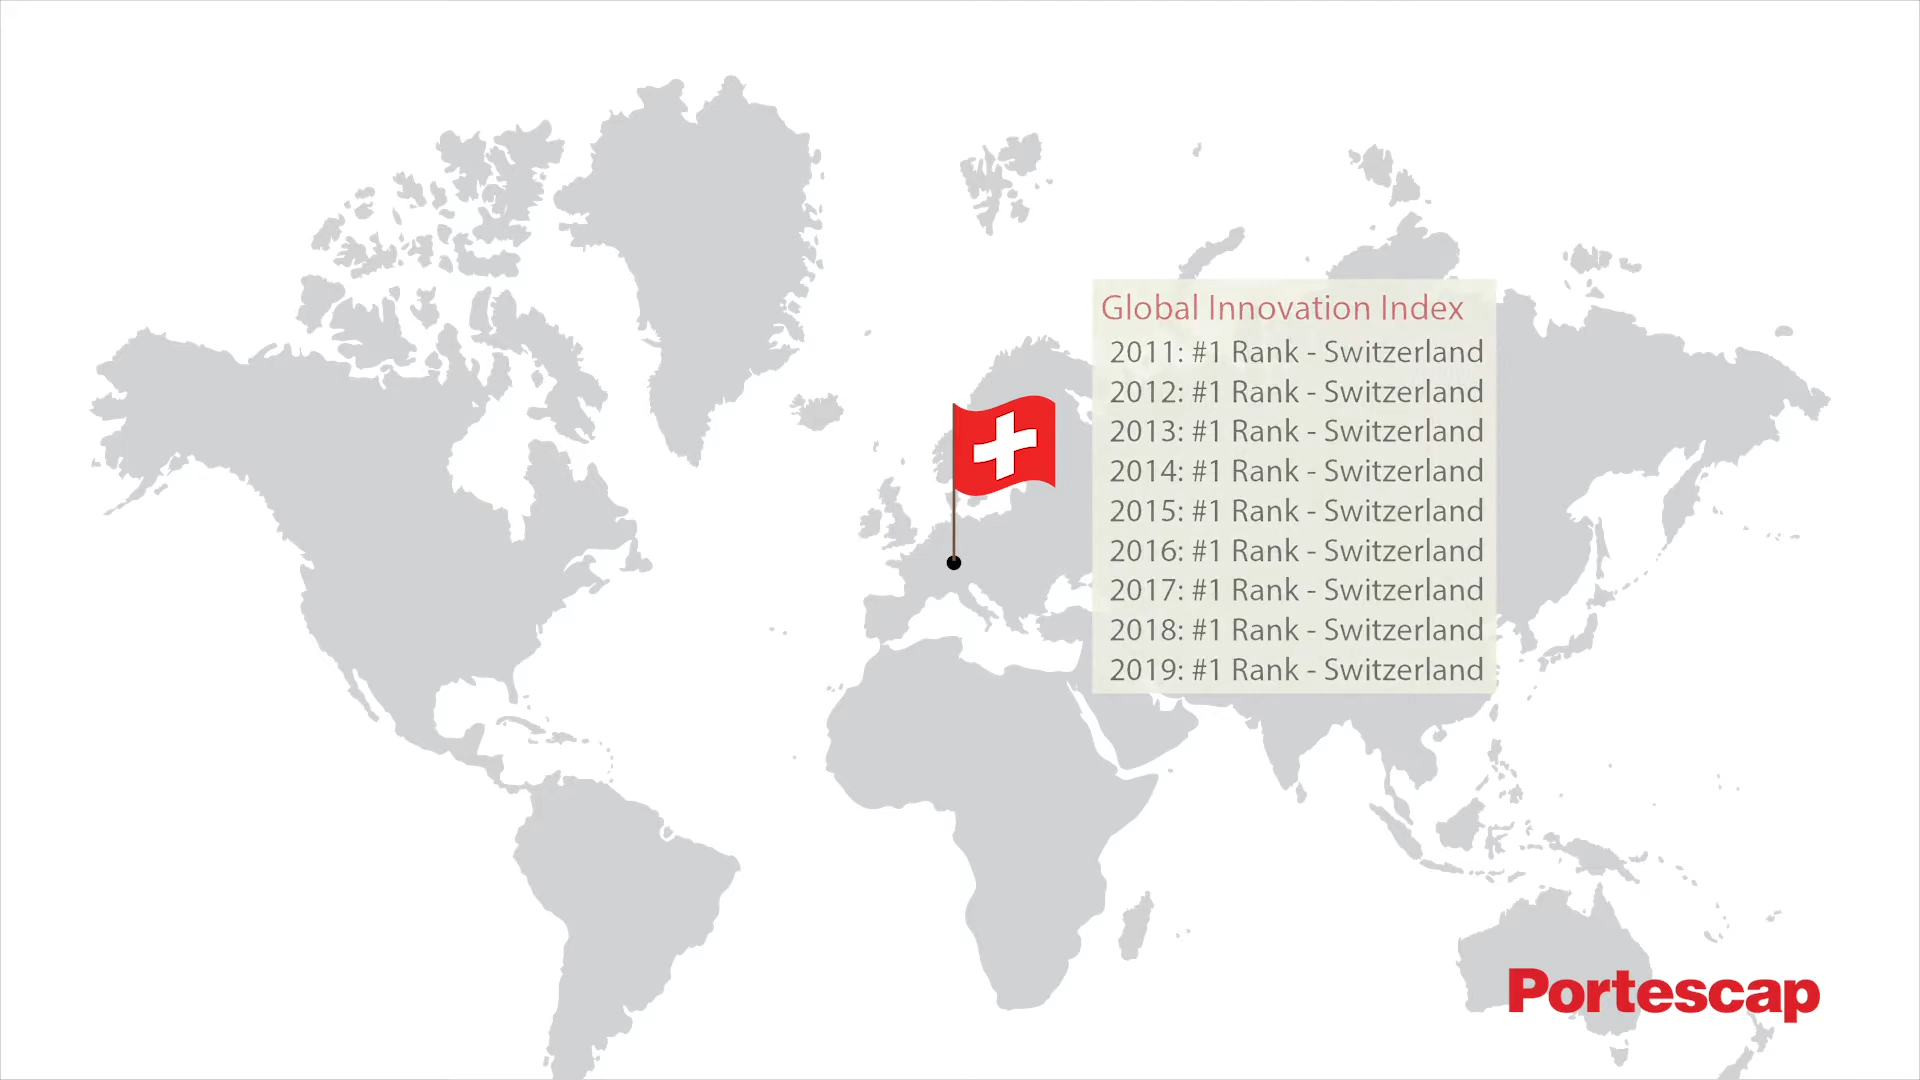 Global Innovation Index
2011: #1 Rank - Switzerland
2012: #1 Rank - Switzerland
2013: #1 Rank - Switzerland
2014: #1 Rank - Switzerland
2015: #1 Rank - Switzerland
2016: #1 Rank - Switzerland
2017: #1 Rank - Switzerland
2018: #1 Rank - Switzerland
2019: #1 Rank - Switzerland
Portescap